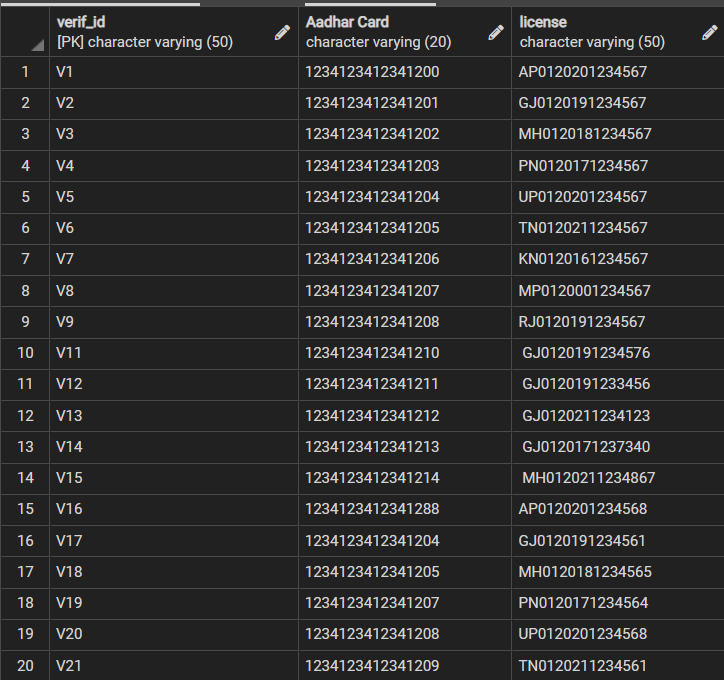 verif_id Aadhar Card license
[PK] character varying (50) character varying (20) character varying (50)
1 V1 1234123412341200 AP0120201234567
2 V2 1234123412341201 GJ0120191234567
3 V3 1234123412341202 MH0120181234567
4 V4 1234123412341203 PN0120171234567
5 V5 1234123412341204 UP0120201234567
6 V6 1234123412341205 TN0120211234567
7 V7 1234123412341206 KN0120161234567
8 V8 1234123412341207 MP0120001234567
9 V9 1234123412341208 RJ0120191234567
10 V11 1234123412341210 GJ0120191234576
11 V12 1234123412341211 GJ0120191233456
12 V13 1234123412341212 GJ0120211234123
13 V14 1234123412341213 GJ0120171237340
14 V15 1234123412341214 MH0120211234867
15 V16 1234123412341288 AP0120201234568
16 V17 1234123412341204 GJ0120191234561
17 V18 1234123412341205 MH0120181234565
18 V19 1234123412341207 PN0120171234564
19 V20 1234123412341208 UP0120201234568
20 V21 1234123412341209 TN0120211234561